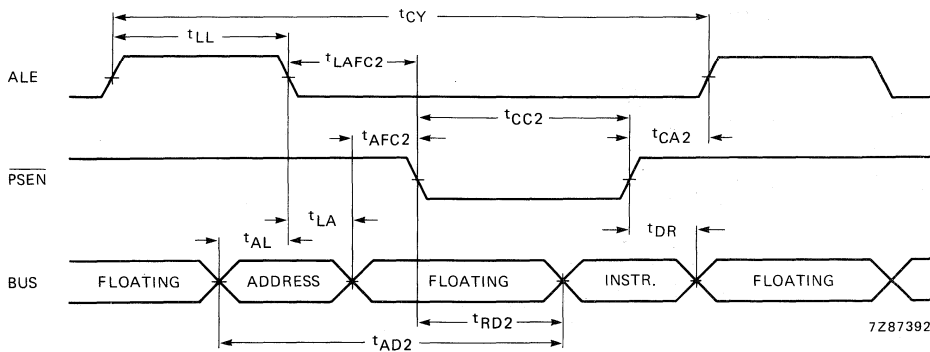 tCY
tLL
tLAFC2
ALE
tCC2
tAFC2
tCA2
PSEN
tLA
tDR
tAL
BUS
FLOATING ADDRESS FLOATING INSTR. FLOATING
tRD2
7Z87392
tAD2